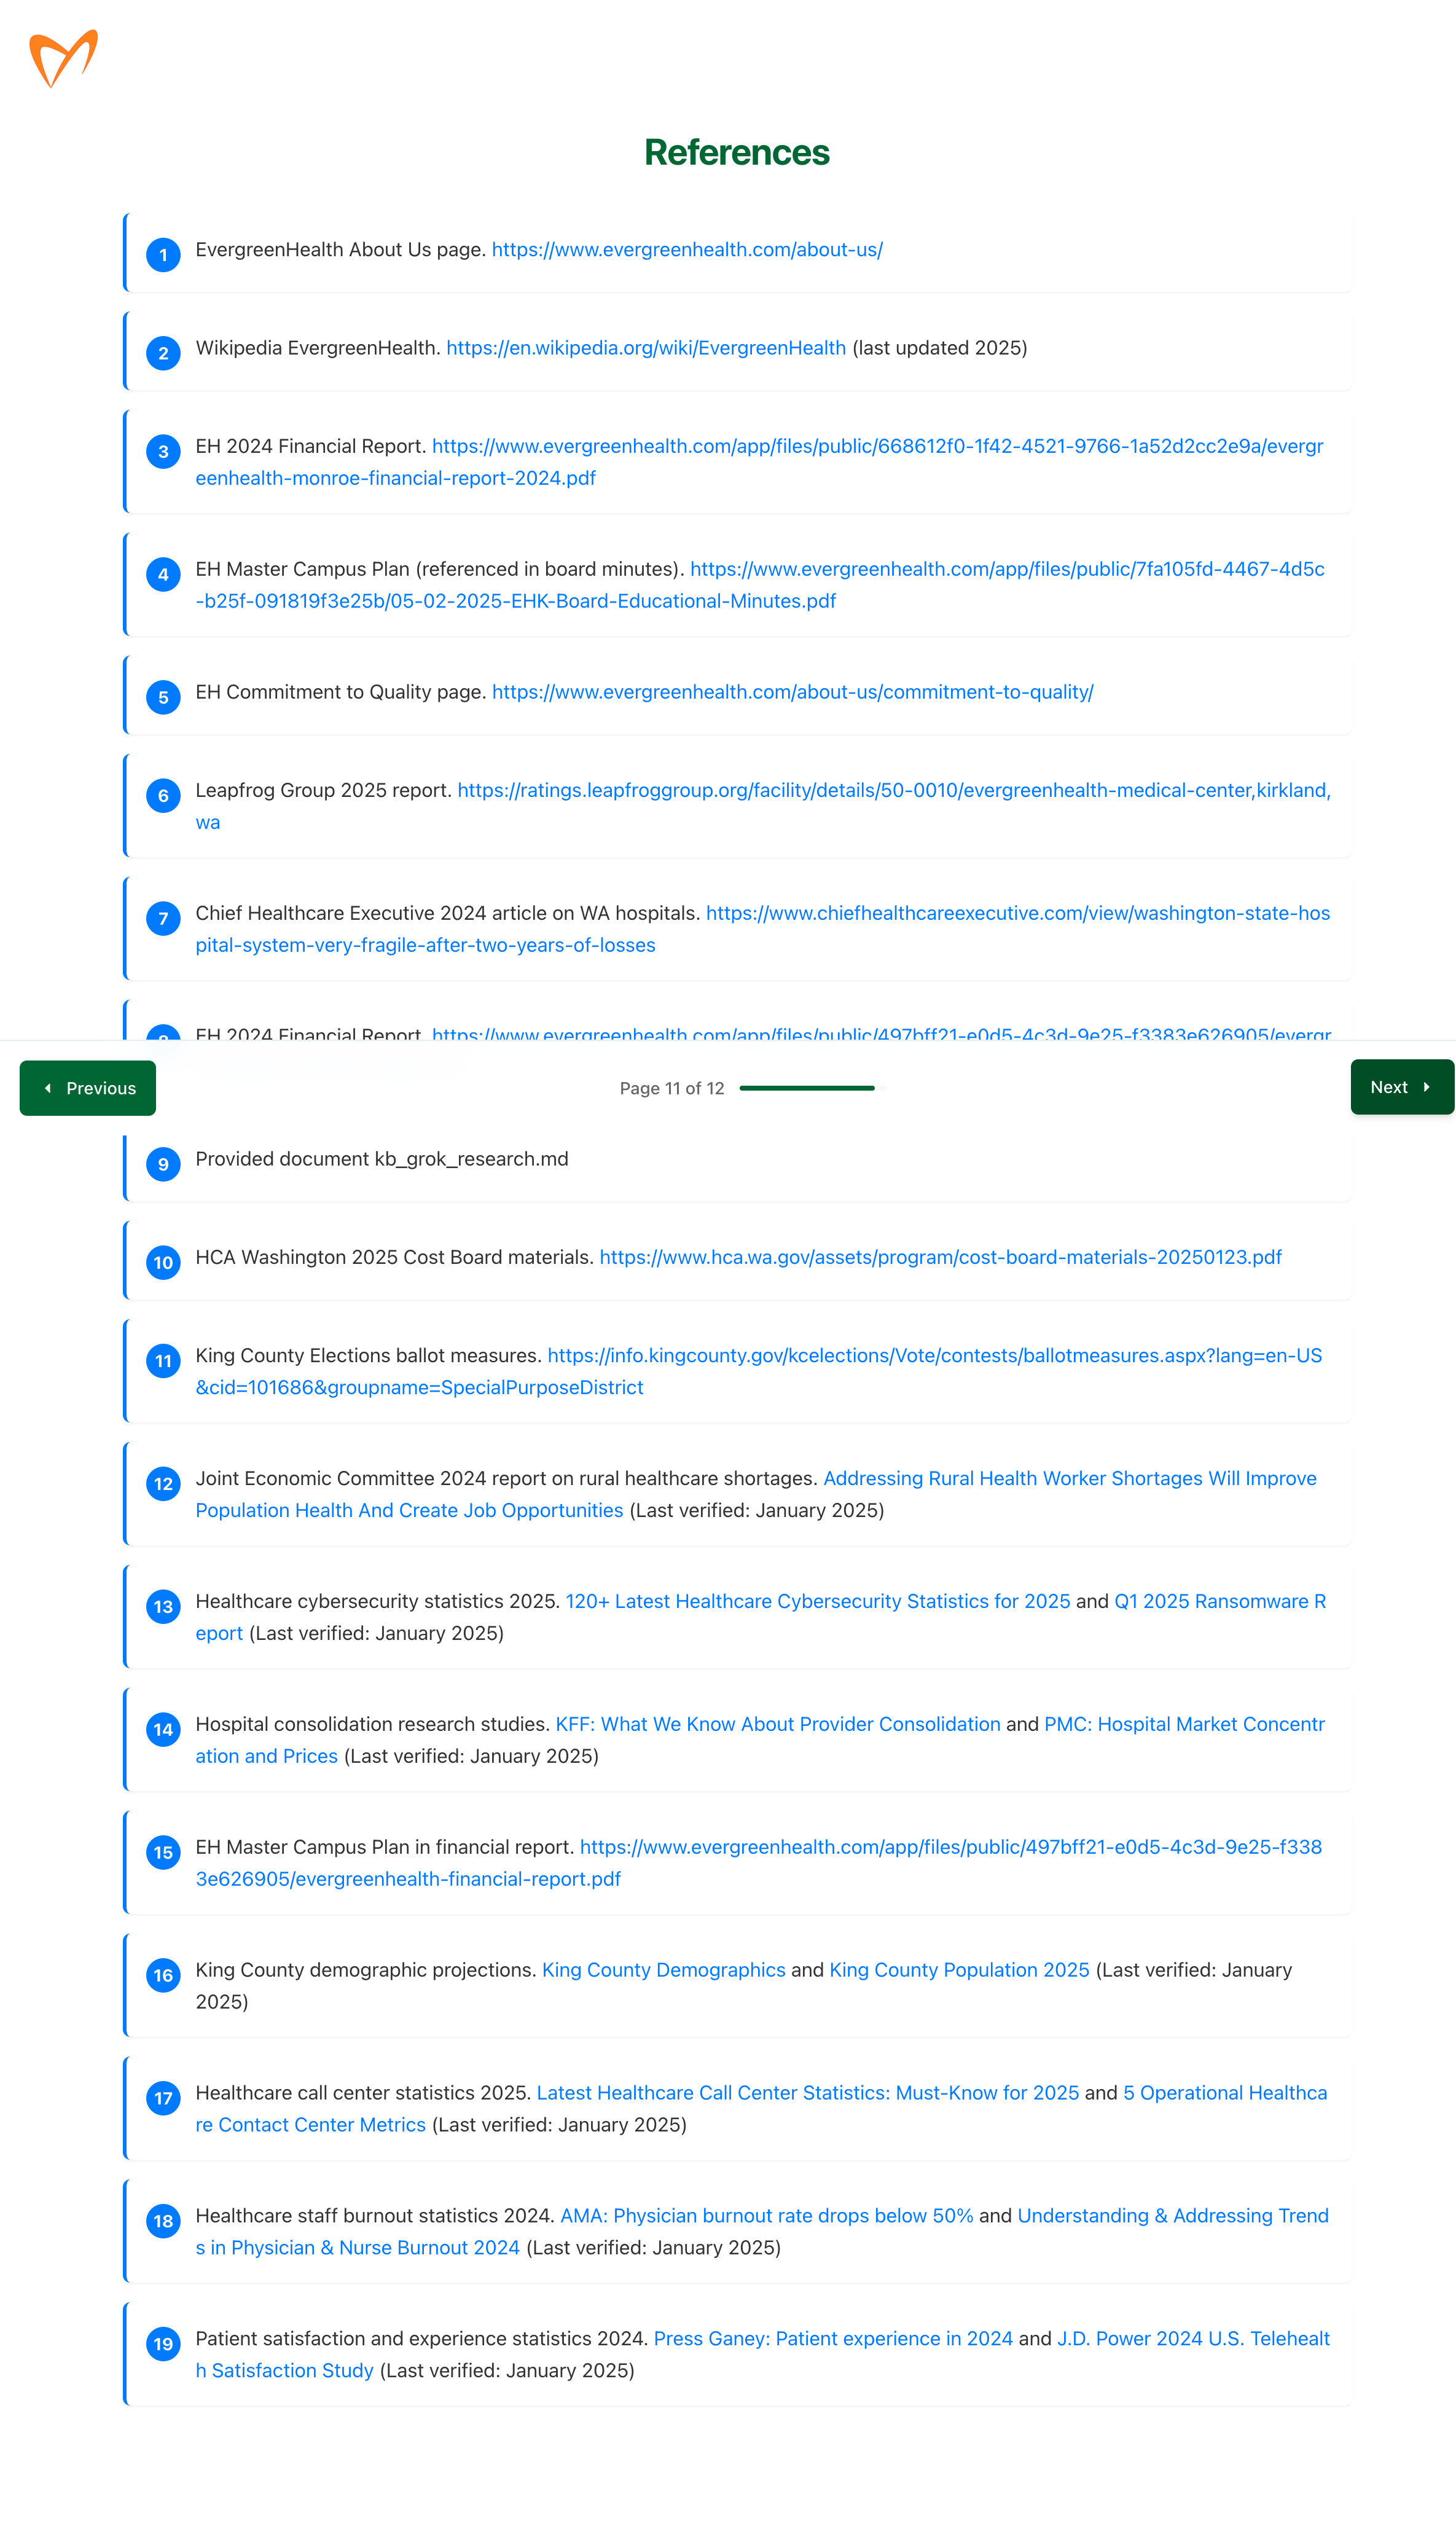 References
1
EvergreenHealth About Us page. https://www.evergreenhealth.com/about-us/
2
Wikipedia EvergreenHealth. https://en.wikipedia.org/wiki/EvergreenHealth (last updated 2025)
3
EH 2024 Financial Report. https://www.evergreenhealth.com/app/files/public/668612f0-1f42-4521-9766-1a52d2cc2e9a/evergr
eenhealth-monroe-financial-report-2024.pdf
4
EH Master Campus Plan (referenced in board minutes). https://www.evergreenhealth.com/app/files/public/7fa105fd-4467-4d5c
-b25f-091819f3e25b/05-02-2025-EHK-Board-Educational-Minutes.pdf
5
EH Commitment to Quality page. https://www.evergreenhealth.com/about-us/commitment-to-quality/
6
Leapfrog Group 2025 report. https://ratings.leapfroggroup.org/facility/details/50-0010/evergreenhealth-medical-center,kirkland,
wa
7
Chief Healthcare Executive 2024 article on WA hospitals. https://www.chiefhealthcareexecutive.com/view/washington-state-hos
pital-system-very-fragile-after-two-years-of-losses
8
EH 2024 Financial Report. https://www.evergreenhealth.com/app/files/public/497bff21-e0d5-4c3d-9e25-f3383e626905/evergr
Previous
Page 11 of 12
Next
9
Provided document kb_grok_research.md
10
HCA Washington 2025 Cost Board materials. https://www.hca.wa.gov/assets/program/cost-board-materials-20250123.pdf
11
King County Elections ballot measures. https://info.kingcounty.gov/kcelections/Vote/contests/ballotmeasures.aspx?lang=en-US
&cid=101686&groupname=SpecialPurposeDistrict
12
Joint Economic Committee 2024 report on rural healthcare shortages. Addressing Rural Health Worker Shortages Will Improve
Population Health And Create Job Opportunities (Last verified: January 2025)
13
Healthcare cybersecurity statistics 2025. 120+ Latest Healthcare Cybersecurity Statistics for 2025 and Q1 2025 Ransomware R
eport (Last verified: January 2025)
14
Hospital consolidation research studies. KFF: What We Know About Provider Consolidation and PMC: Hospital Market Concentr
ation and Prices (Last verified: January 2025)
15
EH Master Campus Plan in financial report. https://www.evergreenhealth.com/app/files/public/497bff21-e0d5-4c3d-9e25-f338
3e626905/evergreenhealth-financial-report.pdf
16
King County demographic projections. King County Demographics and King County Population 2025 (Last verified: January
2025)
17
Healthcare call center statistics 2025. Latest Healthcare Call Center Statistics: Must-Know for 2025 and 5 Operational Healthca
re Contact Center Metrics (Last verified: January 2025)
18
Healthcare staff burnout statistics 2024. AMA: Physician burnout rate drops below 50% and Understanding & Addressing Trend
s in Physician & Nurse Burnout 2024 (Last verified: January 2025)
19
Patient satisfaction and experience statistics 2024. Press Ganey: Patient experience in 2024 and J.D. Power 2024 U.S. Telehealt
h Satisfaction Study (Last verified: January 2025)